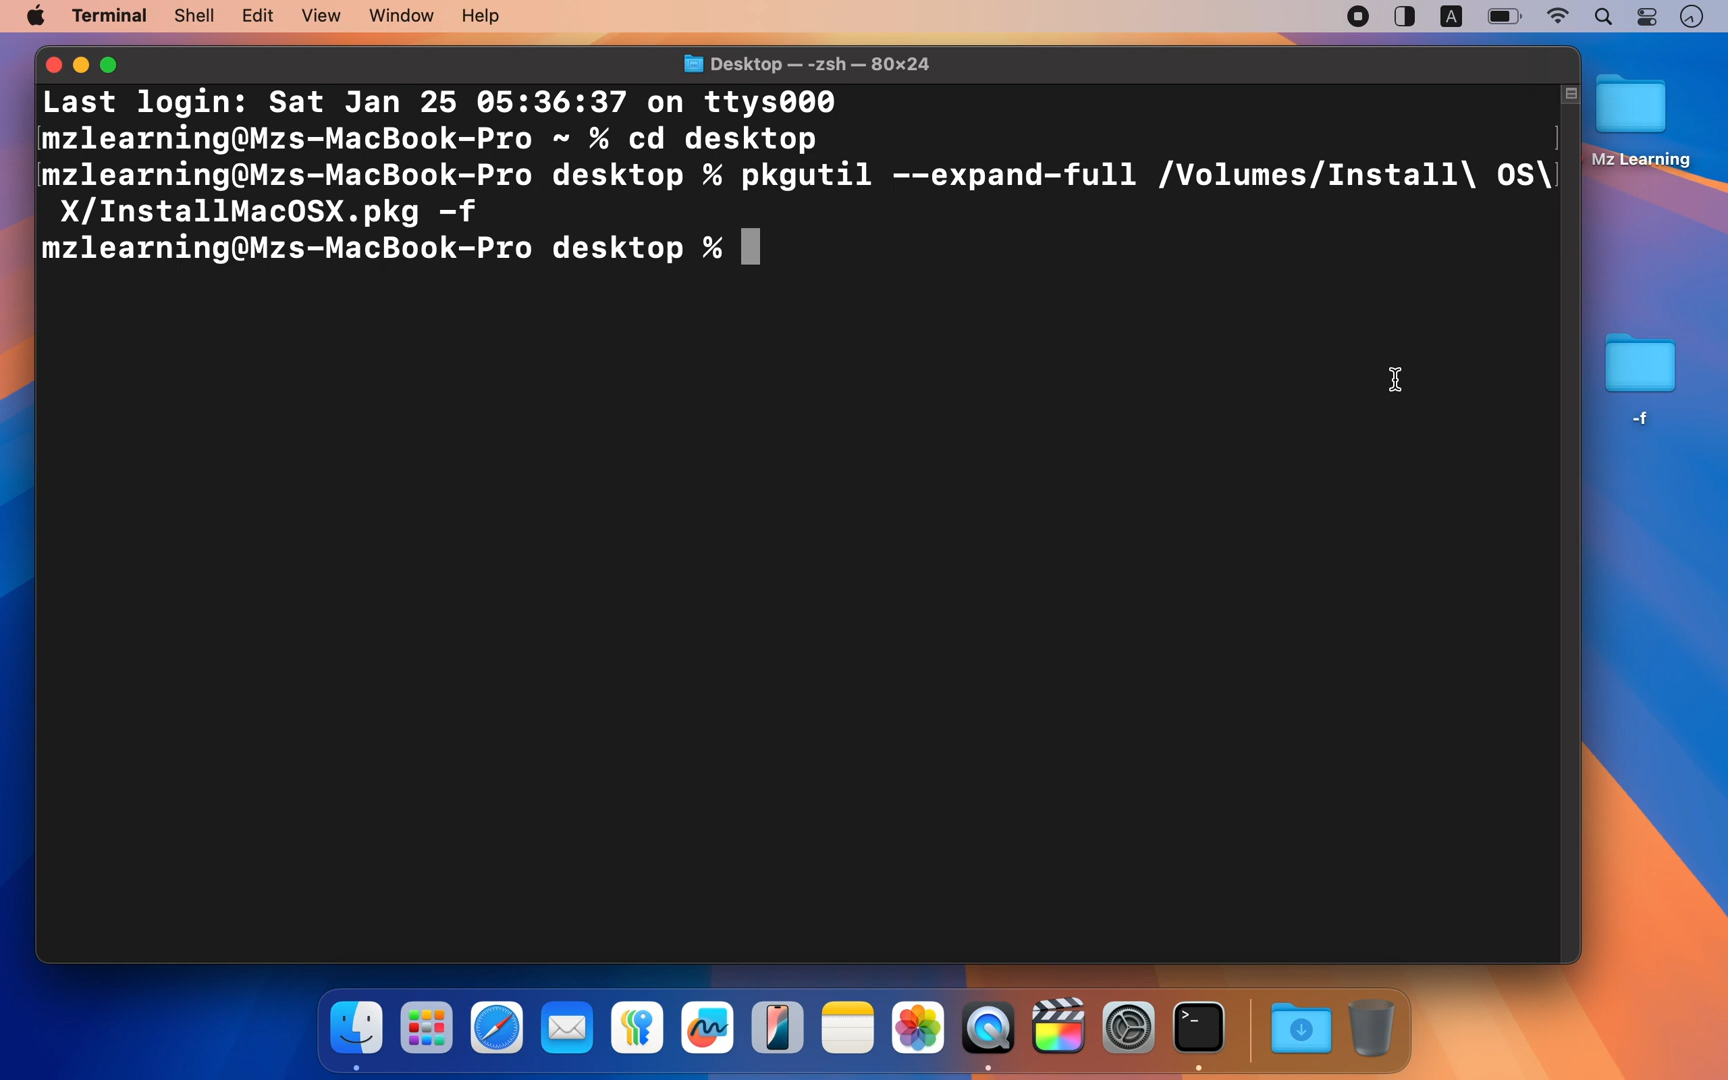 Terminal Shell Edit View Window Help
A
Desktop — -zsh — 80×24
Last login: Sat Jan 25 05:36:37 on ttys000
[mzlearning@Mzs-MacBook-Pro ~ % cd desktop ]
[mzlearning@Mzs-MacBook-Pro desktop % pkgutil --expand-full /Volumes/Install\ OS\]
X/InstallMacOSX.pkg -f
mzlearning@Mzs-MacBook-Pro desktop %
Mz Learning
-f
>_